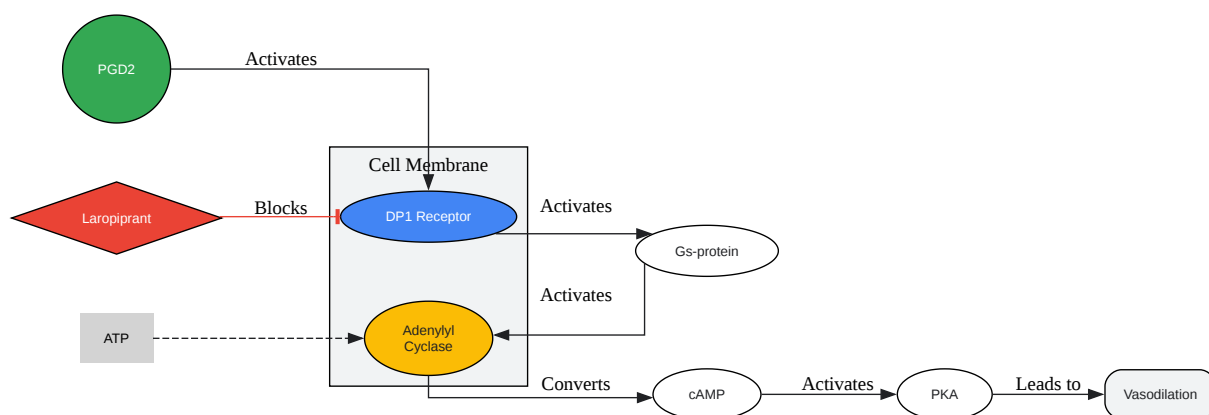 PGD2
Activates
Cell Membrane
Laropiprant
Blocks
DP1 Receptor
Activates
Gs-protein
Activates
ATP
Adenylyl
Cyclase
Converts
cAMP
Activates
PKA
Leads to
Vasodilation